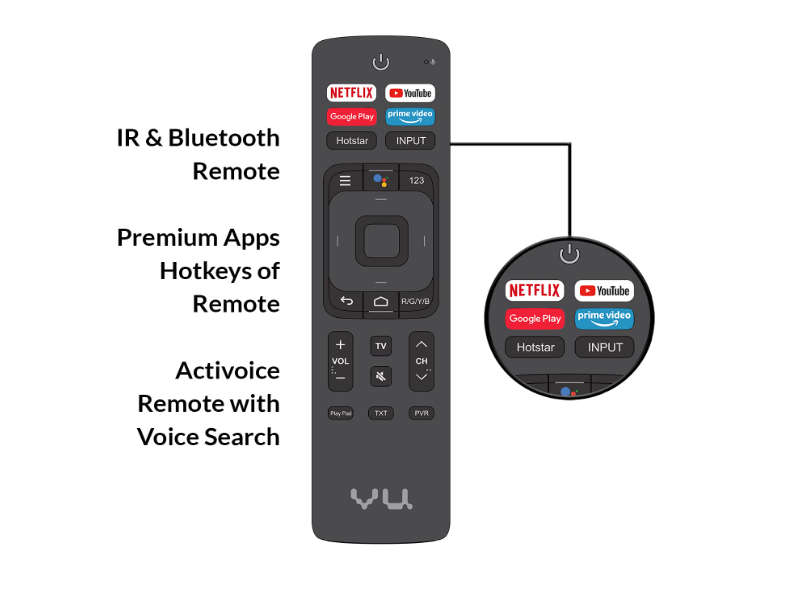 IR & Bluetooth
Remote
Premium Apps
Hotkeys of
Remote
Activoice
Remote with
Voice Search
NETFLIX YouTube
Google Play prime video
Hotstar INPUT
123
R/G/Y/B
+ TV
VOL CH
−
Play Pad TXT PVR
vu
NETFLIX YouTube
Google Play prime video
Hotstar INPUT